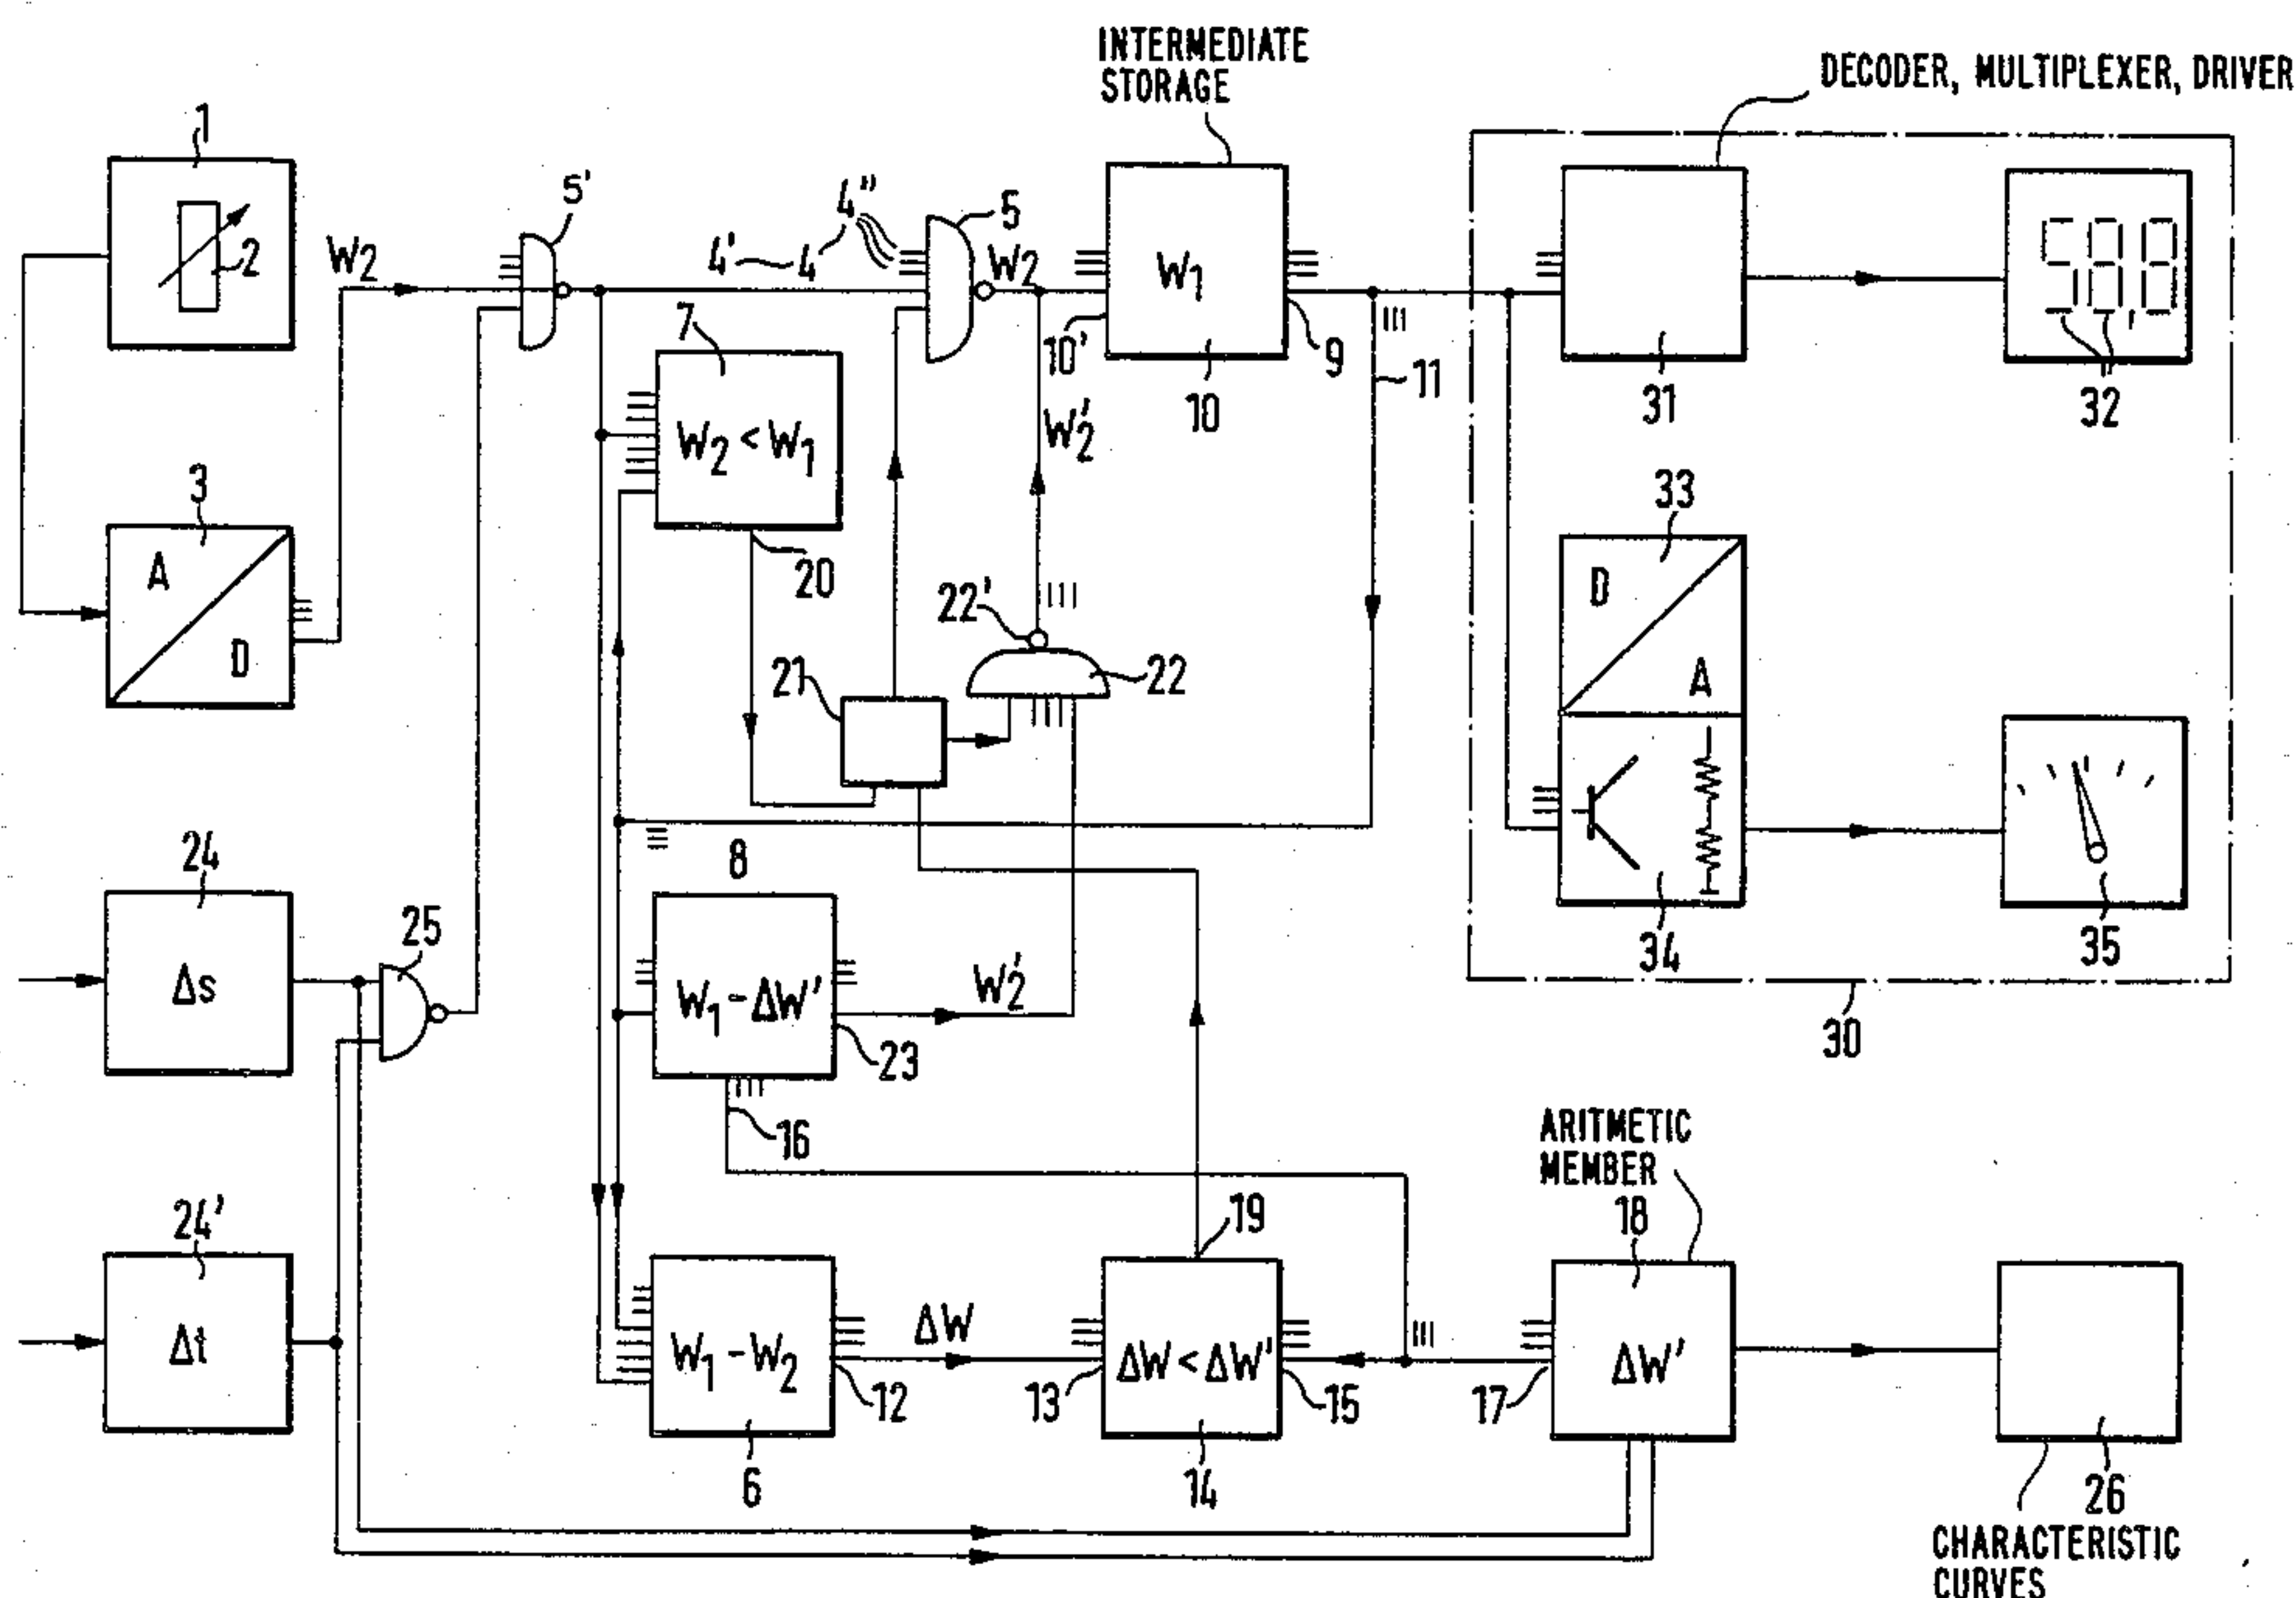 INTERMEDIATE
STORAGE
DECODER, MULTIPLEXER, DRIVER
1
2
W2
5'
4'
4
4"
5
W2
W1
10'
10
9
11
31
32
7
W2 < W1
W2'
3
A
D
20
22'
22
21
33
D
A
34
35
30
24
Δs
25
8
W1 - ΔW'
W2'
23
16
24'
Δt
ARITMETIC
MEMBER
18
19
W1 - W2
12
6
ΔW
13
ΔW < ΔW'
15
14
17
ΔW'
26
CHARACTERISTIC
CURVES